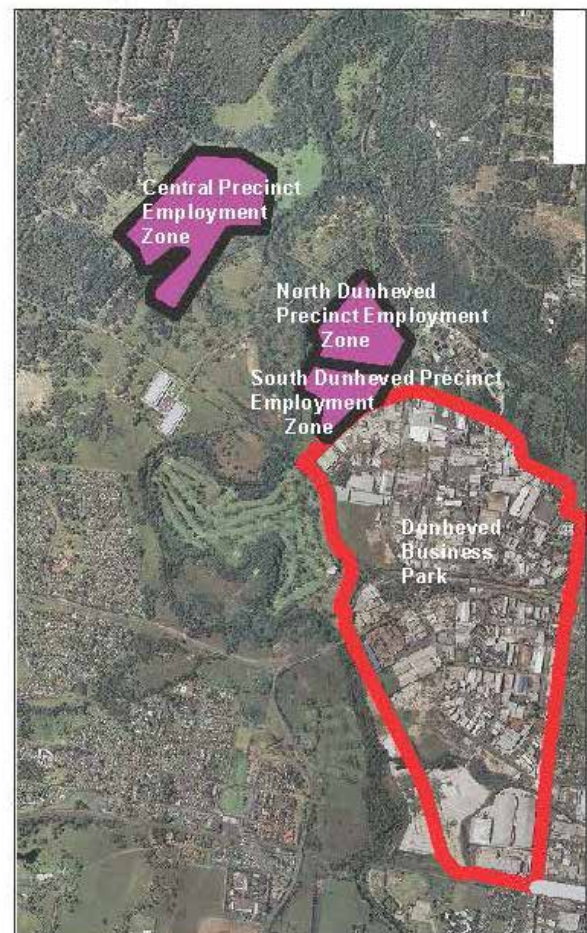 Central Precinct
Employment
Zone
North Dunheved
Precinct Employment
Zone
South Dunheved Precinct
Employment
Zone
Dunheved
Business
Park